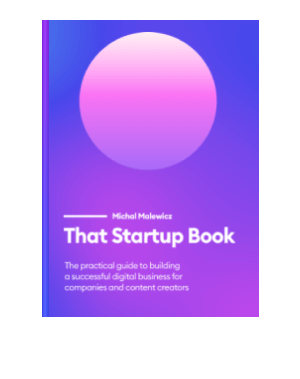 Michal Malewicz
That Startup Book
The practical guide to building
a successful digital business for
companies and content creators